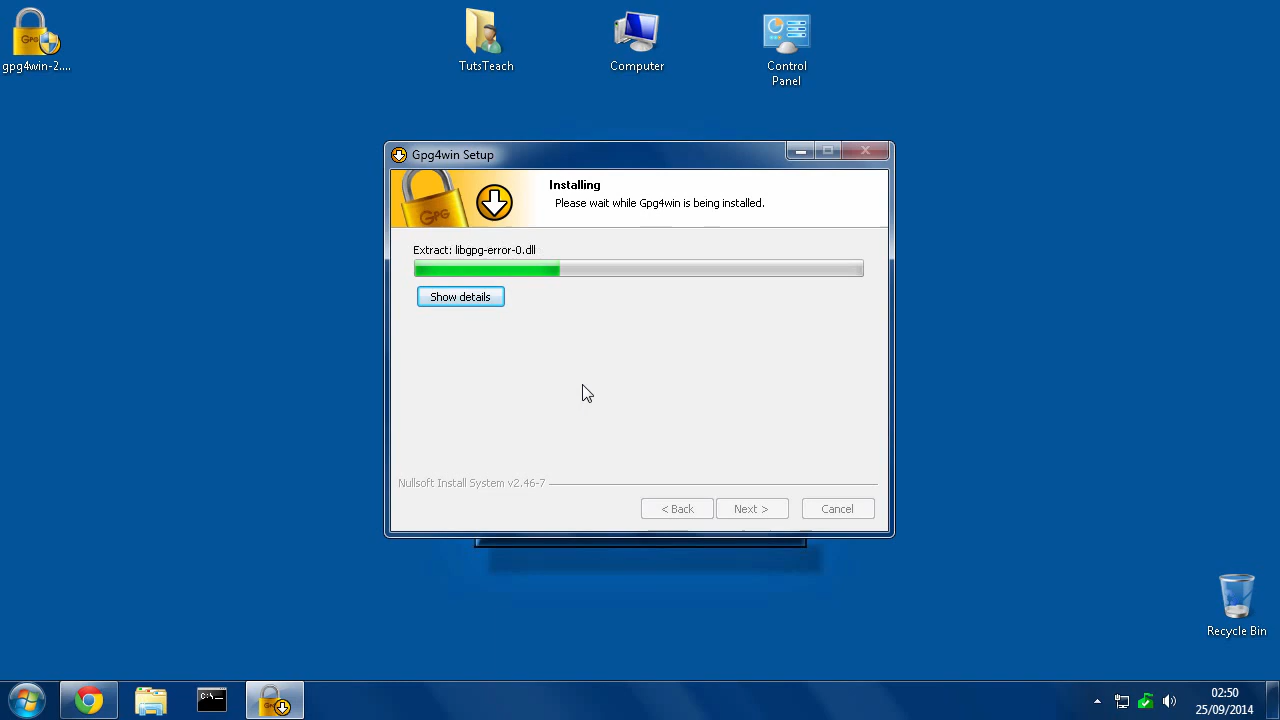 gpg4win-2....
TutsTeach
Computer
Control
Panel
Gpg4win Setup
GPG
Installing
Please wait while Gpg4win is being installed.
Extract: libgpg-error-0.dll
Show details
Nullsoft Install System v2.46-7
< Back
Next >
Cancel
Recycle Bin
C:\_
02:50
25/09/2014